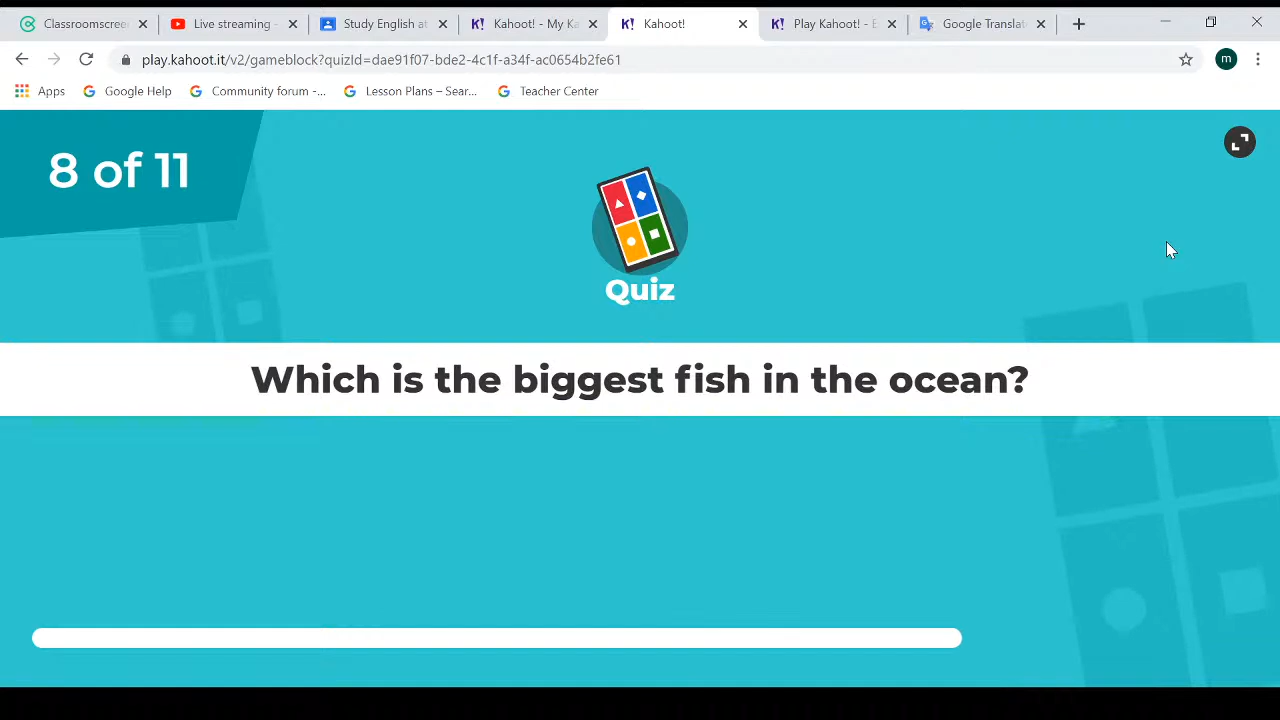 Classroomscreen
Live streaming -
Study English at
Kahoot! - My Ka
Kahoot!
Play Kahoot! -
Google Translat
play.kahoot.it/v2/gameblock?quizId=dae91f07-bde2-4c1f-a34f-ac0654b2fe61
m
Apps
Google Help
Community forum -...
Lesson Plans – Sear...
Teacher Center
8 of 11
Quiz
Which is the biggest fish in the ocean?